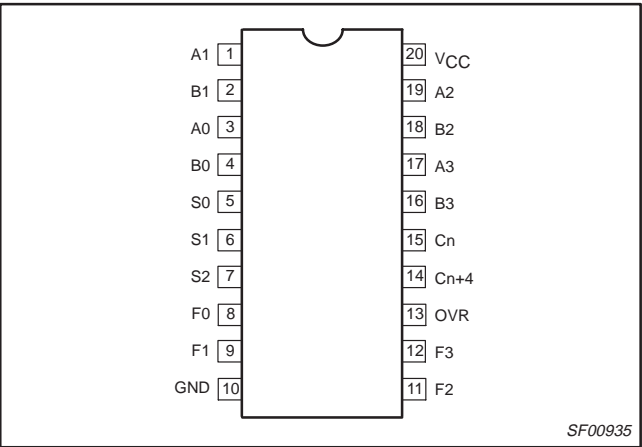 A1 1 20 VCC
B1 2 19 A2
A0 3 18 B2
B0 4 17 A3
S0 5 16 B3
S1 6 15 Cn
S2 7 14 Cn+4
F0 8 13 OVR
F1 9 12 F3
GND 10 11 F2
SF00935